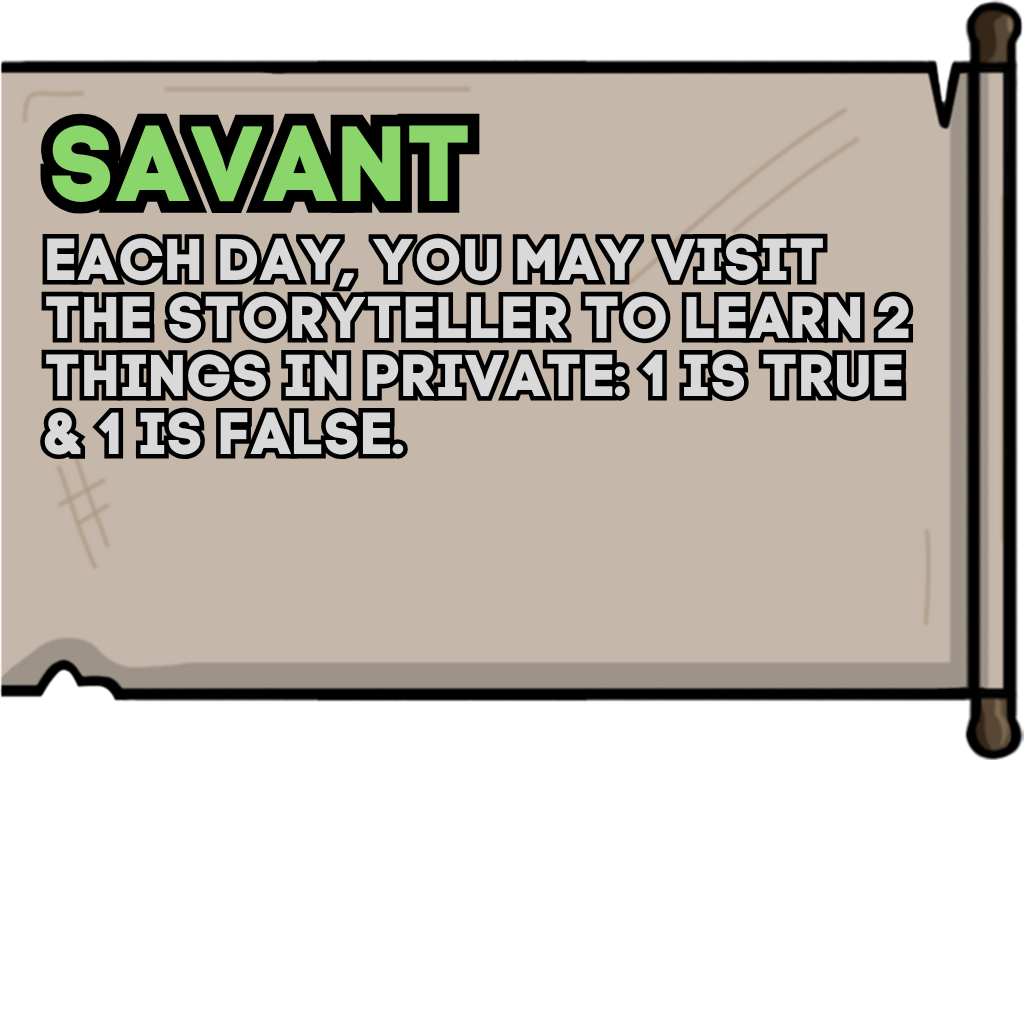 SAVANT
EACH DAY, YOU MAY VISIT
THE STORYTELLER TO LEARN 2
THINGS IN PRIVATE: 1 IS TRUE
& 1 IS FALSE.